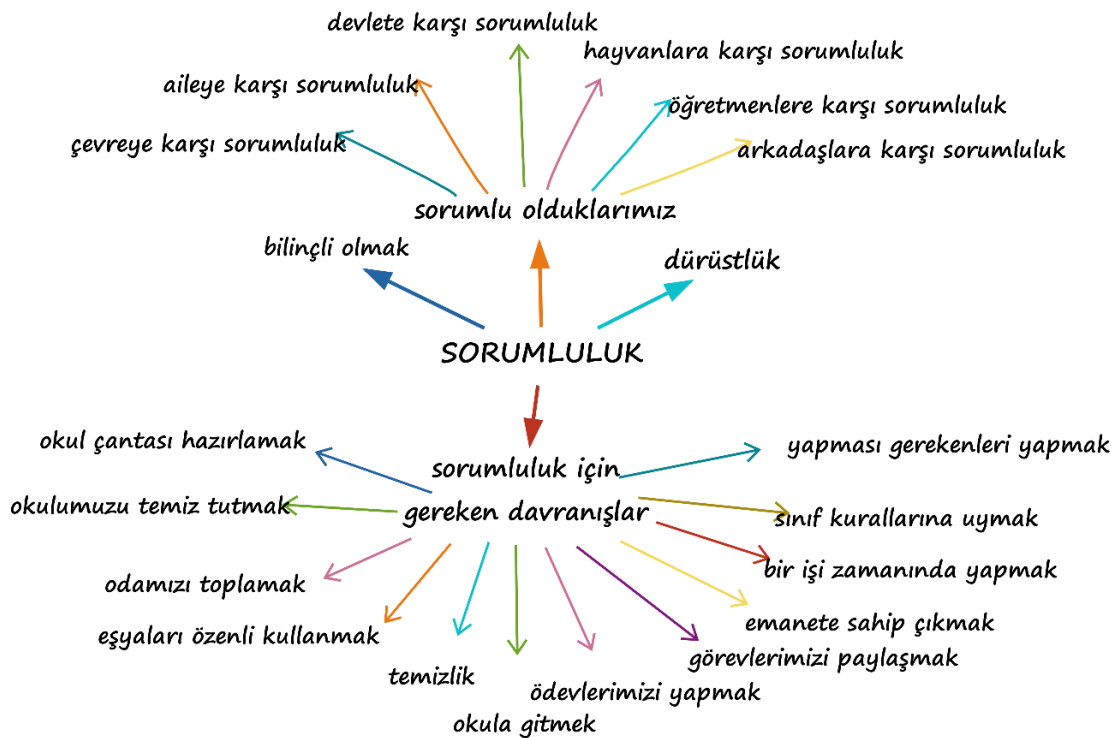 devlete karşı sorumluluk
hayvanlara karşı sorumluluk
aileye karşı sorumluluk
öğretmenlere karşı sorumluluk
çevreye karşı sorumluluk
arkadaşlara karşı sorumluluk
sorumlu olduklarımız
bilinçli olmak
dürüstlük
SORUMLULUK
okul çantası hazırlamak
yapması gerekenleri yapmak
sorumluluk için
gereken davranışlar
okulumuzu temiz tutmak
sınıf kurallarına uymak
bir işi zamanında yapmak
odamızı toplamak
emanete sahip çıkmak
eşyaları özenli kullanmak
görevlerimizi paylaşmak
temizlik
ödevlerimizi yapmak
okula gitmek